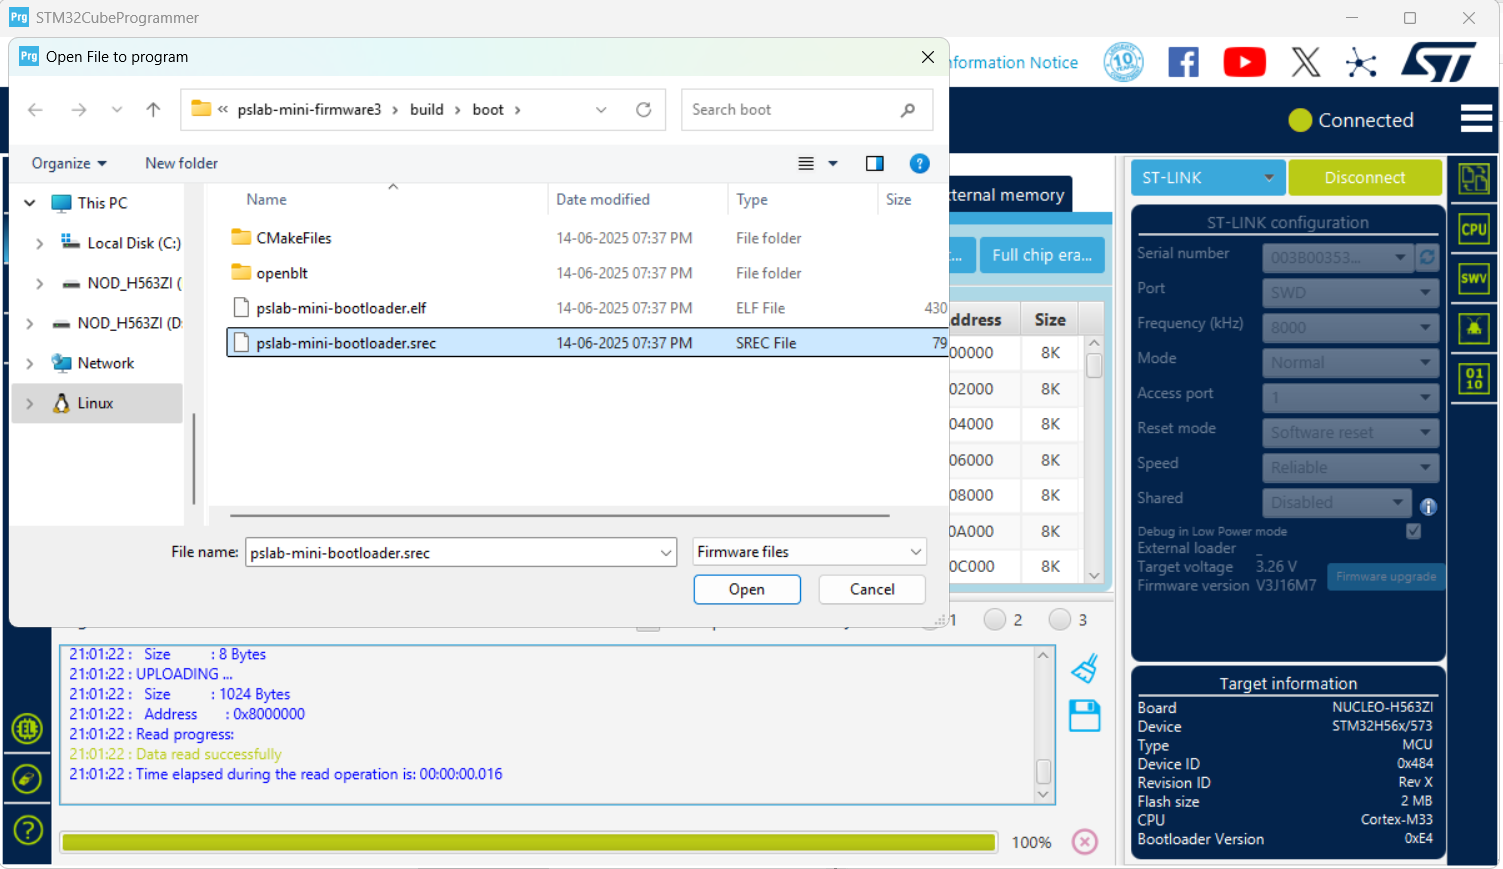 Prg STM32CubeProgrammer
Prg Open File to program
nformation Notice
10
ST
« pslab-mini-firmware3 > build > boot >
Search boot
Connected
Organize
New folder
ST-LINK
Disconnect
Name
Date modified
Type
Size
This PC
Local Disk (C:)
NOD_H563ZI (
NOD_H563ZI (D:
Network
Linux
CMakeFiles 14-06-2025 07:37 PM File folder
openblt 14-06-2025 07:37 PM File folder
pslab-mini-bootloader.elf 14-06-2025 07:37 PM ELF File 430
pslab-mini-bootloader.srec 14-06-2025 07:37 PM SREC File 79
File name: pslab-mini-bootloader.srec
Firmware files
Open
Cancel
ternal memory
t...
Full chip era...
ddress Size
00000 8K
02000 8K
04000 8K
06000 8K
08000 8K
0A000 8K
0C000 8K
1 2 3
ST-LINK configuration
Serial number 003B00353...
Port SWD
Frequency (kHz) 8000
Mode Normal
Access port 1
Reset mode Software reset
Speed Reliable
Shared Disabled
Debug in Low Power mode
External loader _
Target voltage 3.26 V
Firmware version V3J16M7
Firmware upgrade
CPU
SWV
01
10
21:01:22 : Size : 8 Bytes
21:01:22 : UPLOADING ...
21:01:22 : Size : 1024 Bytes
21:01:22 : Address : 0x8000000
21:01:22 : Read progress:
21:01:22 : Data read successfully
21:01:22 : Time elapsed during the read operation is: 00:00:00.016
100%
EL
?
Target information
Board NUCLEO-H563ZI
Device STM32H56x/573
Type MCU
Device ID 0x484
Revision ID Rev X
Flash size 2 MB
CPU Cortex-M33
Bootloader Version 0xE4